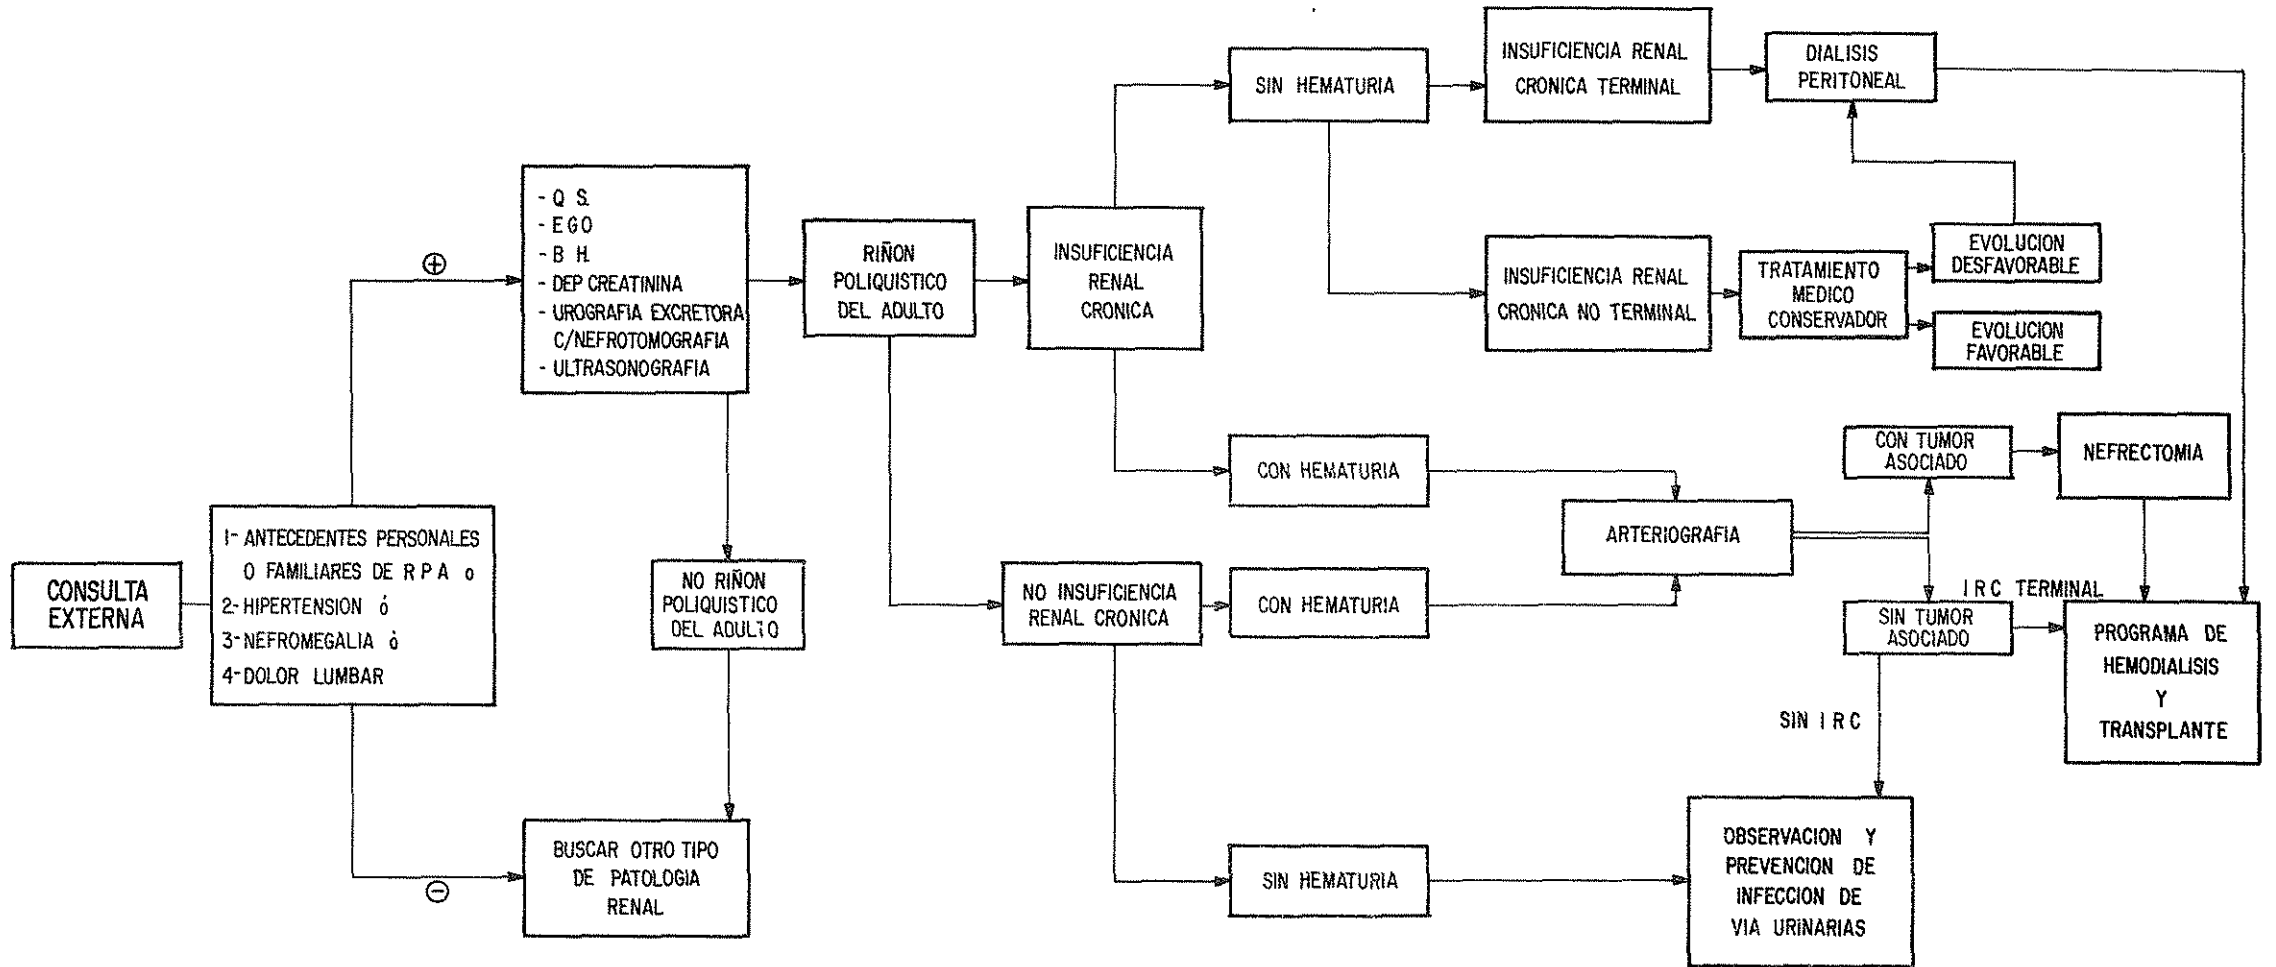 CONSULTA
EXTERNA
1- ANTECEDENTES PERSONALES
O FAMILIARES DE R P A o
2- HIPERTENSION ó
3- NEFROMEGALIA ó
4- DOLOR LUMBAR
⊕
⊖
- Q S.
- EGO
- B H.
- DEP CREATININA
- UROGRAFIA EXCRETORA
C/NEFROTOMOGRAFIA
- ULTRASONOGRAFIA
NO RIÑON
POLIQUISTICO
DEL ADULTO
BUSCAR OTRO TIPO
DE PATOLOGIA
RENAL
RIÑON
POLIQUISTICO
DEL ADULTO
INSUFICIENCIA
RENAL
CRONICA
NO INSUFICIENCIA
RENAL CRONICA
SIN HEMATURIA
CON HEMATURIA
CON HEMATURIA
SIN HEMATURIA
INSUFICIENCIA RENAL
CRONICA TERMINAL
INSUFICIENCIA RENAL
CRONICA NO TERMINAL
DIALISIS
PERITONEAL
TRATAMIENTO
MEDICO
CONSERVADOR
EVOLUCION
DESFAVORABLE
EVOLUCION
FAVORABLE
ARTERIOGRAFIA
CON TUMOR
ASOCIADO
NEFRECTOMIA
SIN TUMOR
ASOCIADO
IRC TERMINAL
SIN I R C
PROGRAMA DE
HEMODIALISIS
Y
TRANSPLANTE
OBSERVACION Y
PREVENCION DE
INFECCION DE
VIA URINARIAS